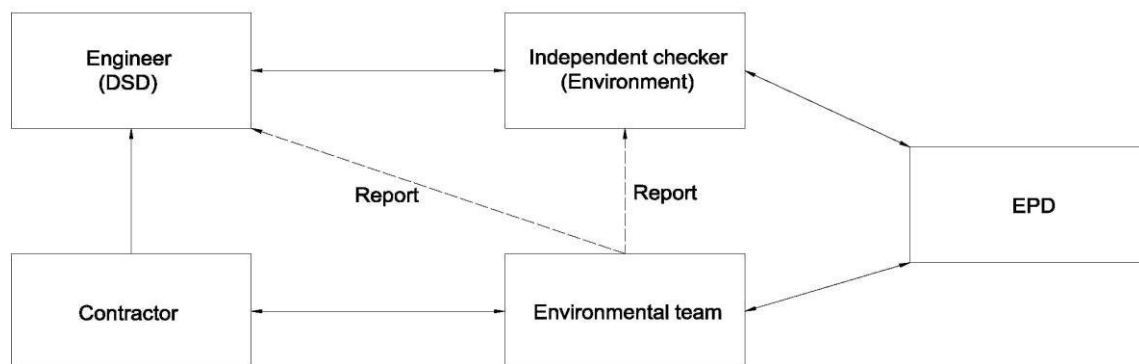 Engineer
(DSD)
Independent checker
(Environment)
Report
Report
EPD
Contractor
Environmental team